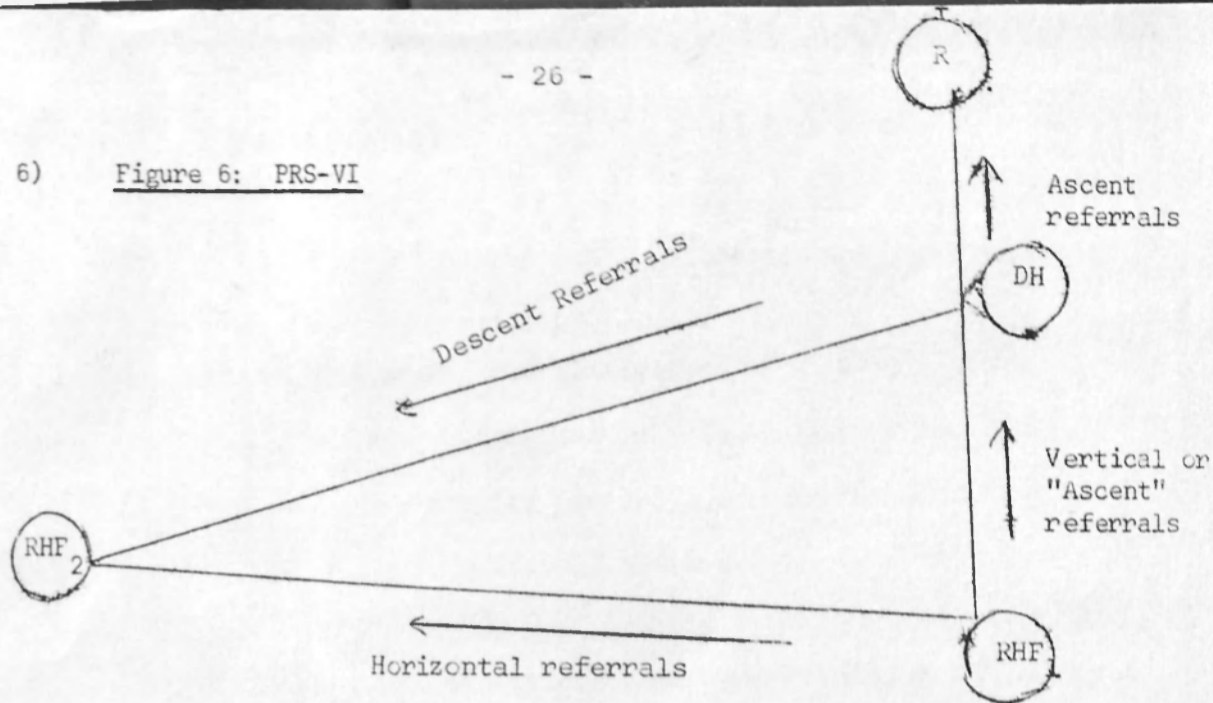 - 26 -
R
6) Figure 6: PRS-VI
Ascent
referrals
Descent Referrals
DH
Vertical or
"Ascent"
referrals
RHF2
Horizontal referrals
RHF